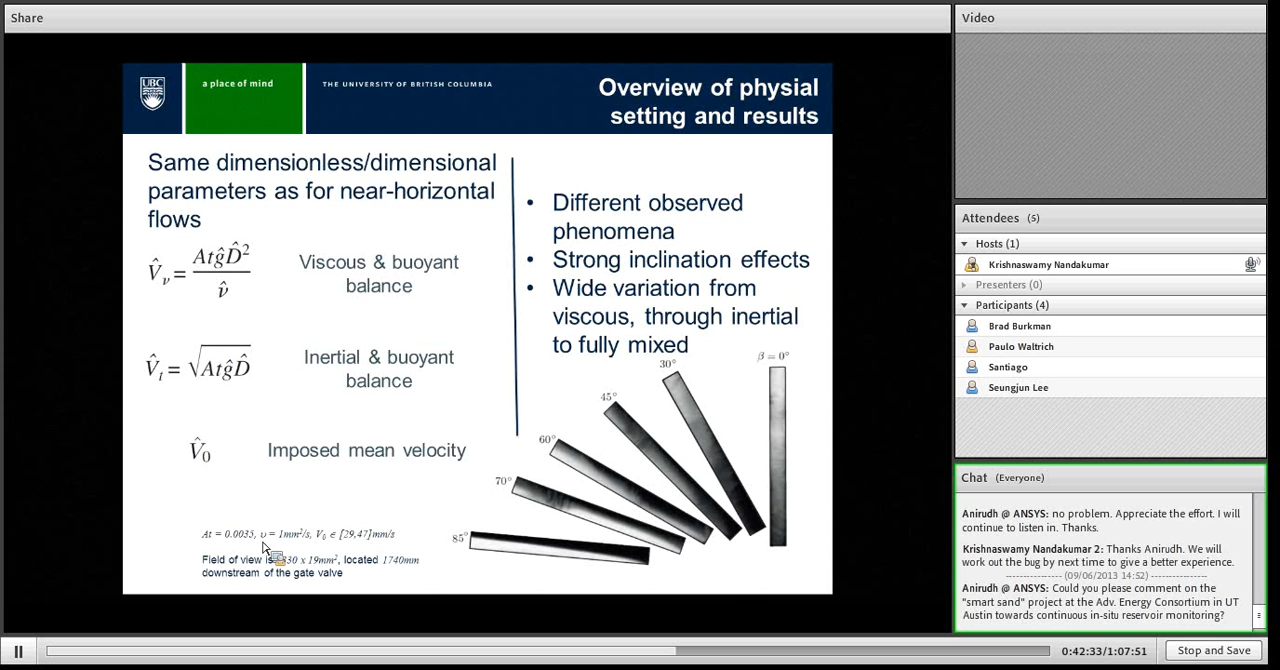 Share
UBC
a place of mind
THE UNIVERSITY OF BRITISH COLUMBIA
Overview of physial
setting and results
Same dimensionless/dimensional
parameters as for near-horizontal
flows
V̂ν = AtĝD̂² / ν̂
Viscous & buoyant
balance
V̂t = √AtĝD̂
Inertial & buoyant
balance
V̂0
Imposed mean velocity
At = 0.0035, υ = 1mm²/s, V0 ϵ [29,47]mm/s
Field of view is 30 x 19mm², located 1740mm
downstream of the gate valve
• Different observed
phenomena
• Strong inclination effects
• Wide variation from
viscous, through inertial
to fully mixed
β = 0°
30°
45°
60°
70°
85°
Video
Attendees (5)
Hosts (1)
Krishnaswamy Nandakumar
Presenters (0)
Participants (4)
Brad Burkman
Paulo Waltrich
Santiago
Seungjun Lee
Chat (Everyone)
Anirudh @ ANSYS: no problem. Appreciate the effort. I will
continue to listen in. Thanks.
Krishnaswamy Nandakumar 2: Thanks Anirudh. We will
work out the bug by next time to give a better experience.
---------------- (09/06/2013 14:52) ----------------
Anirudh @ ANSYS: Could you please comment on the
"smart sand" project at the Adv. Energy Consortium in UT
Austin towards continuous in-situ reservoir monitoring?
0:42:33/1:07:51
Stop and Save